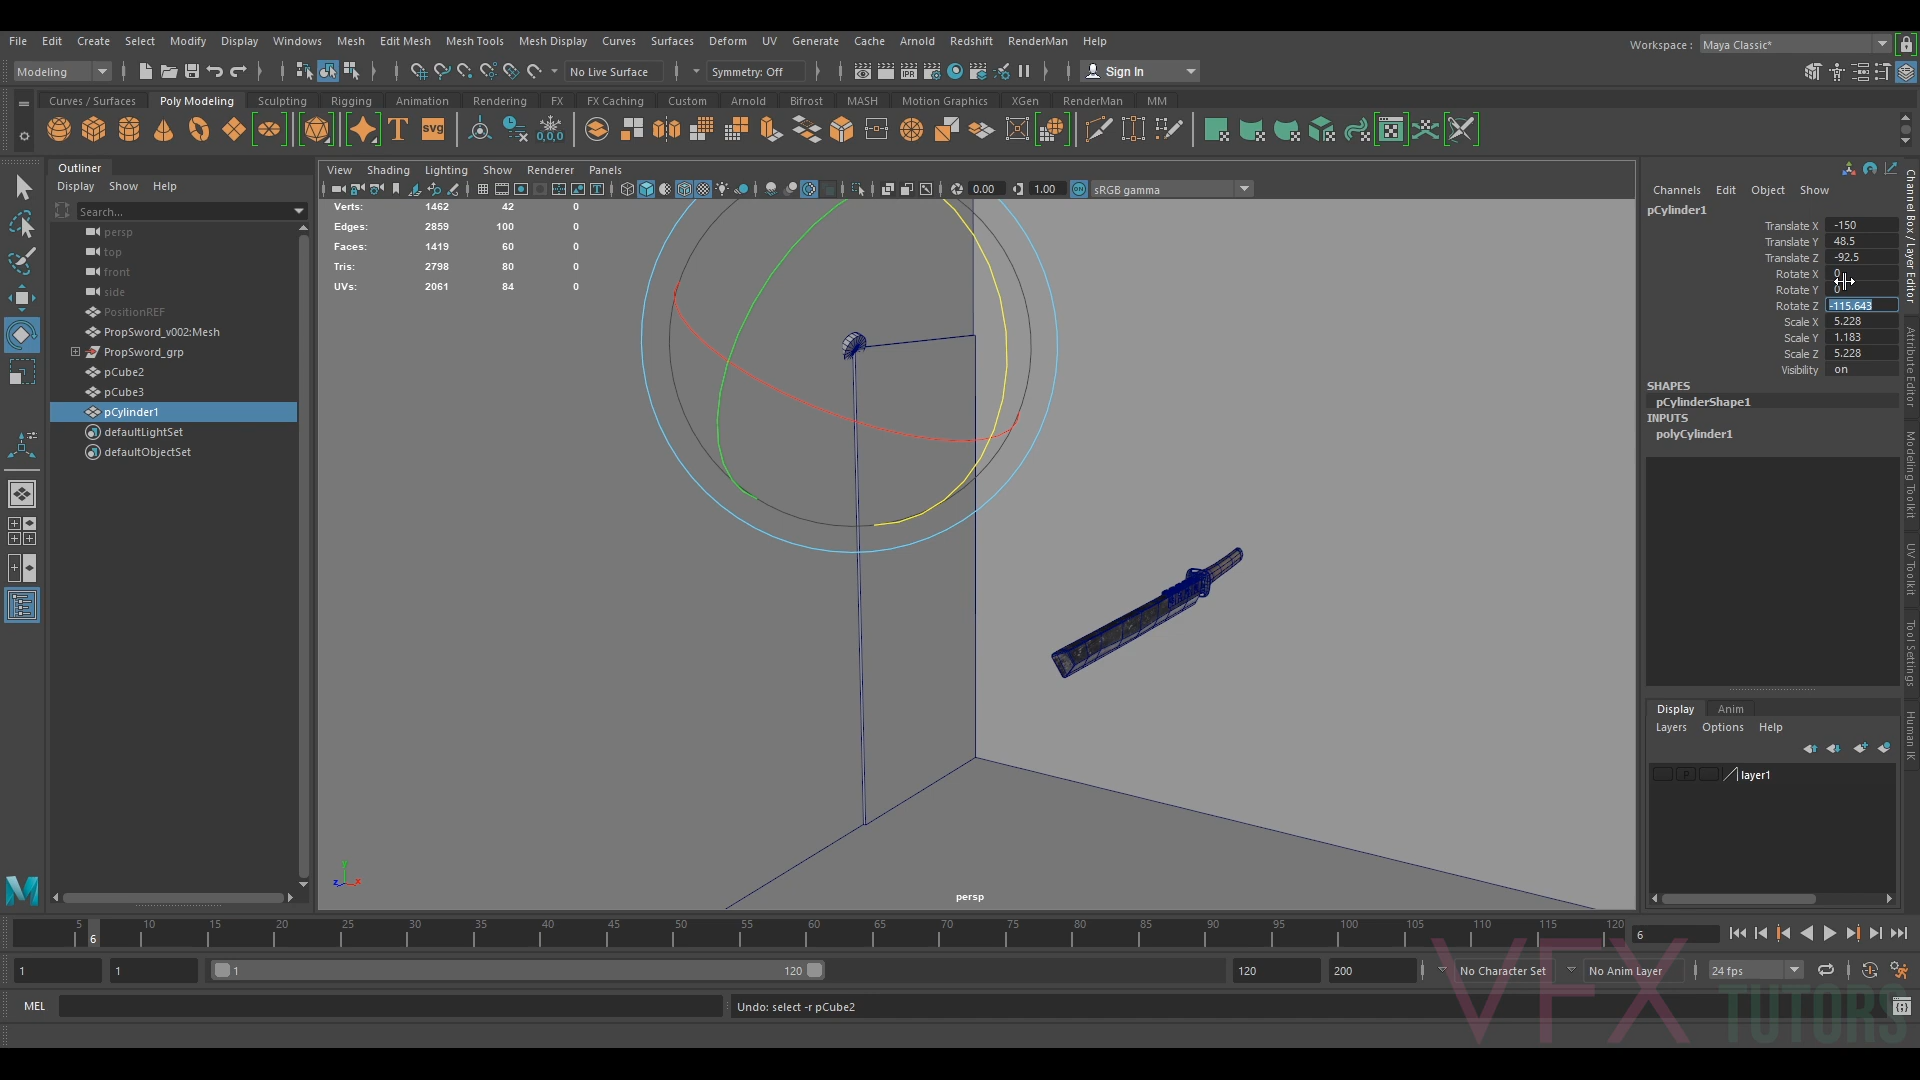 File Edit Create Select Modify Display Windows Mesh Edit Mesh Mesh Tools Mesh Display Curves Surfaces Deform UV Generate Cache Arnold Redshift RenderMan Help
Workspace : Maya Classic*
Modeling No Live Surface Symmetry: Off Sign In
Curves / Surfaces Poly Modeling Sculpting Rigging Animation Rendering FX FX Caching Custom Arnold Bifrost MASH Motion Graphics XGen RenderMan MM
IPR T SVG 0,0,0
Outliner
Display Show Help
Search...
persp
top
front
side
PositionREF
PropSword_v002:Mesh
PropSword_grp
pCube2
pCube3
pCylinder1
defaultLightSet
defaultObjectSet
View Shading Lighting Show Renderer Panels
0.00 1.00 ON sRGB gamma
Verts: 1462 42 0
Edges: 2859 100 0
Faces: 1419 60 0
Tris: 2798 80 0
UVs: 2061 84 0
y
z x
persp
Channels Edit Object Show
pCylinder1
Translate X -150
Translate Y 48.5
Translate Z -92.5
Rotate X 0
Rotate Y 0
Rotate Z -115.643
Scale X 5.228
Scale Y 1.183
Scale Z 5.228
Visibility on
SHAPES
pCylinderShape1
INPUTS
polyCylinder1
Channel Box / Layer Editor
Attribute Editor
Modeling Toolkit
UV Toolkit
Tool Settings
Human IK
Display Anim
Layers Options Help
P layer1
5 10 15 20 25 30 35 40 45 50 55 60 65 70 75 80 85 90 95 100 105 110 115 120
6 6
1 1 1 120 120 200 No Character Set No Anim Layer 24 fps
MEL Undo: select -r pCube2
VFX TUTORS